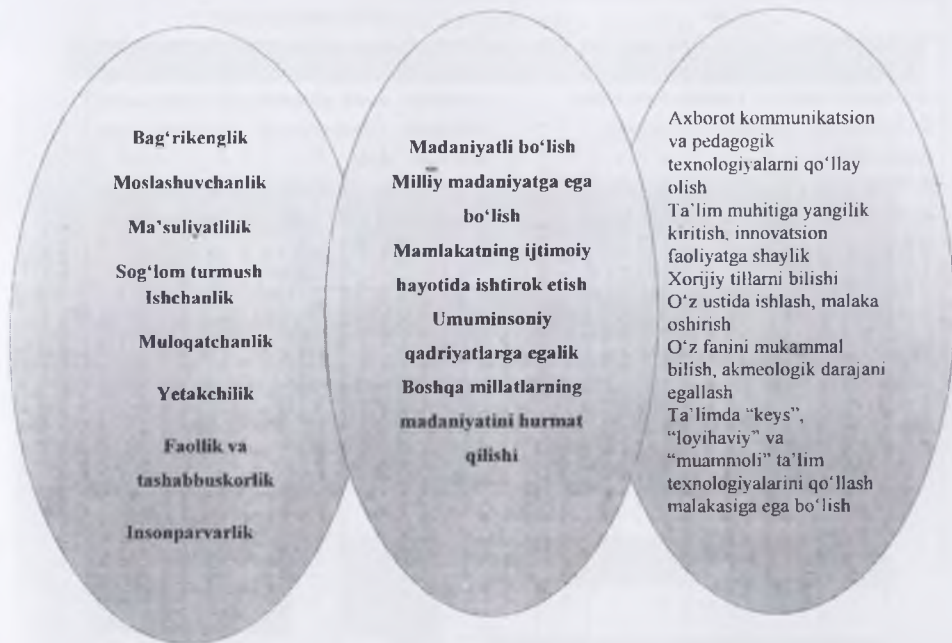 Bag‘rikenglik
Moslashuvchanlik
Ma’suliyatlilik
Sog‘lom turmush
Ishchanlik
Muloqatchanlik
Yetakchilik
Faollik va
tashabbuskorlik
Insonparvarlik
Madaniyatli bo‘lish
Milliy madaniyatga ega
bo‘lish
Mamlakatning ijtimoiy
hayotida ishtirok etish
Umuminsoniy
qadriyatlarga egalik
Boshqa millatlarning
madaniyatini hurmat
qilishi
Axborot kommunikatsion
va pedagogik
texnologiyalarni qo‘llay
olish
Ta’lim muhitiga yangilik
kiritish, innovatsion
faoliyatga shaylik
Xorijiy tillarni bilishi
O‘z ustida ishlash, malaka
oshirish
O‘z fanini mukammal
bilish, akmeologik darajani
egallash
Ta’limda “keys”,
“loyihaviy” va
“muammoli” ta’lim
texnologiyalarini qo‘llash
malakasiga ega bo‘lish